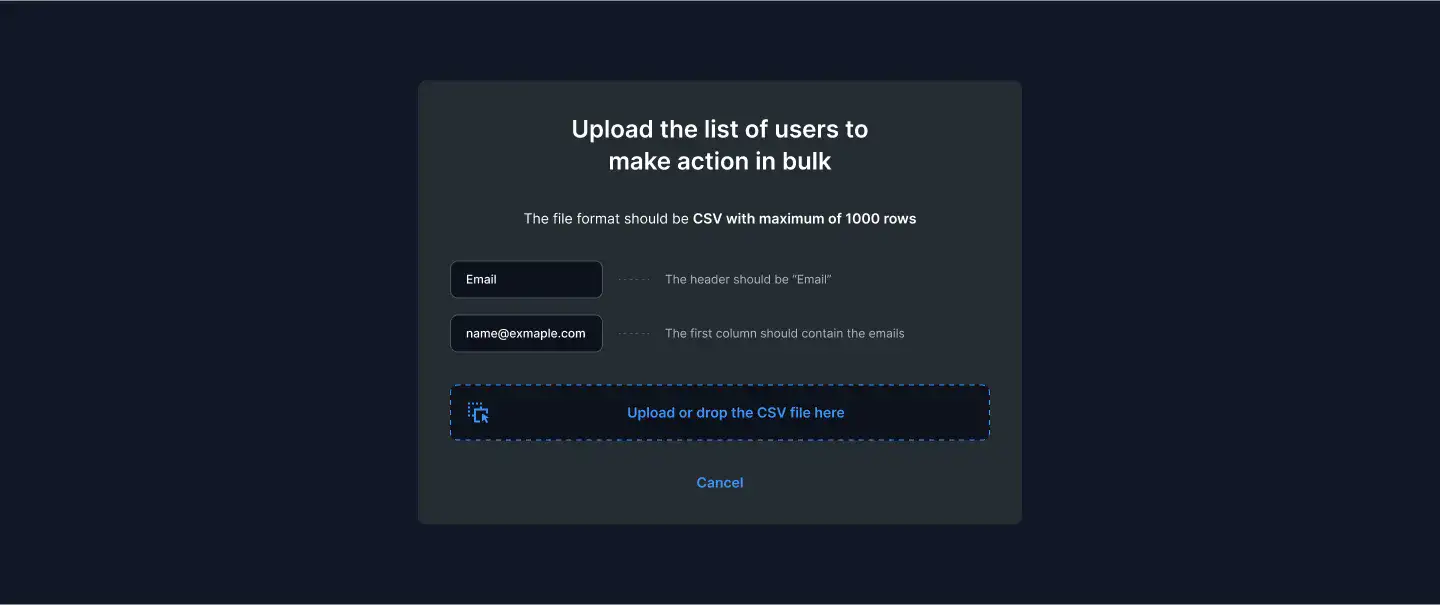 Upload the list of users to
make action in bulk
The file format should be CSV with maximum of 1000 rows
Email
The header should be “Email”
name@exmaple.com
The first column should contain the emails
Upload or drop the CSV file here
Cancel